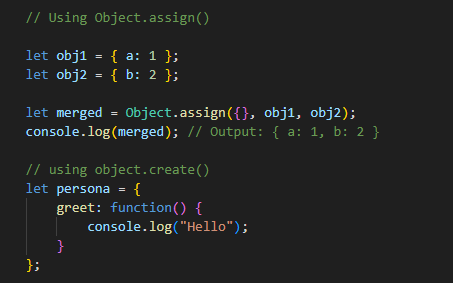 // Using Object.assign()
let obj1 = { a: 1 };
let obj2 = { b: 2 };
let merged = Object.assign({}, obj1, obj2);
console.log(merged); // Output: { a: 1, b: 2 }
// using object.create()
let persona = {
    greet: function() {
        console.log("Hello");
    }
};